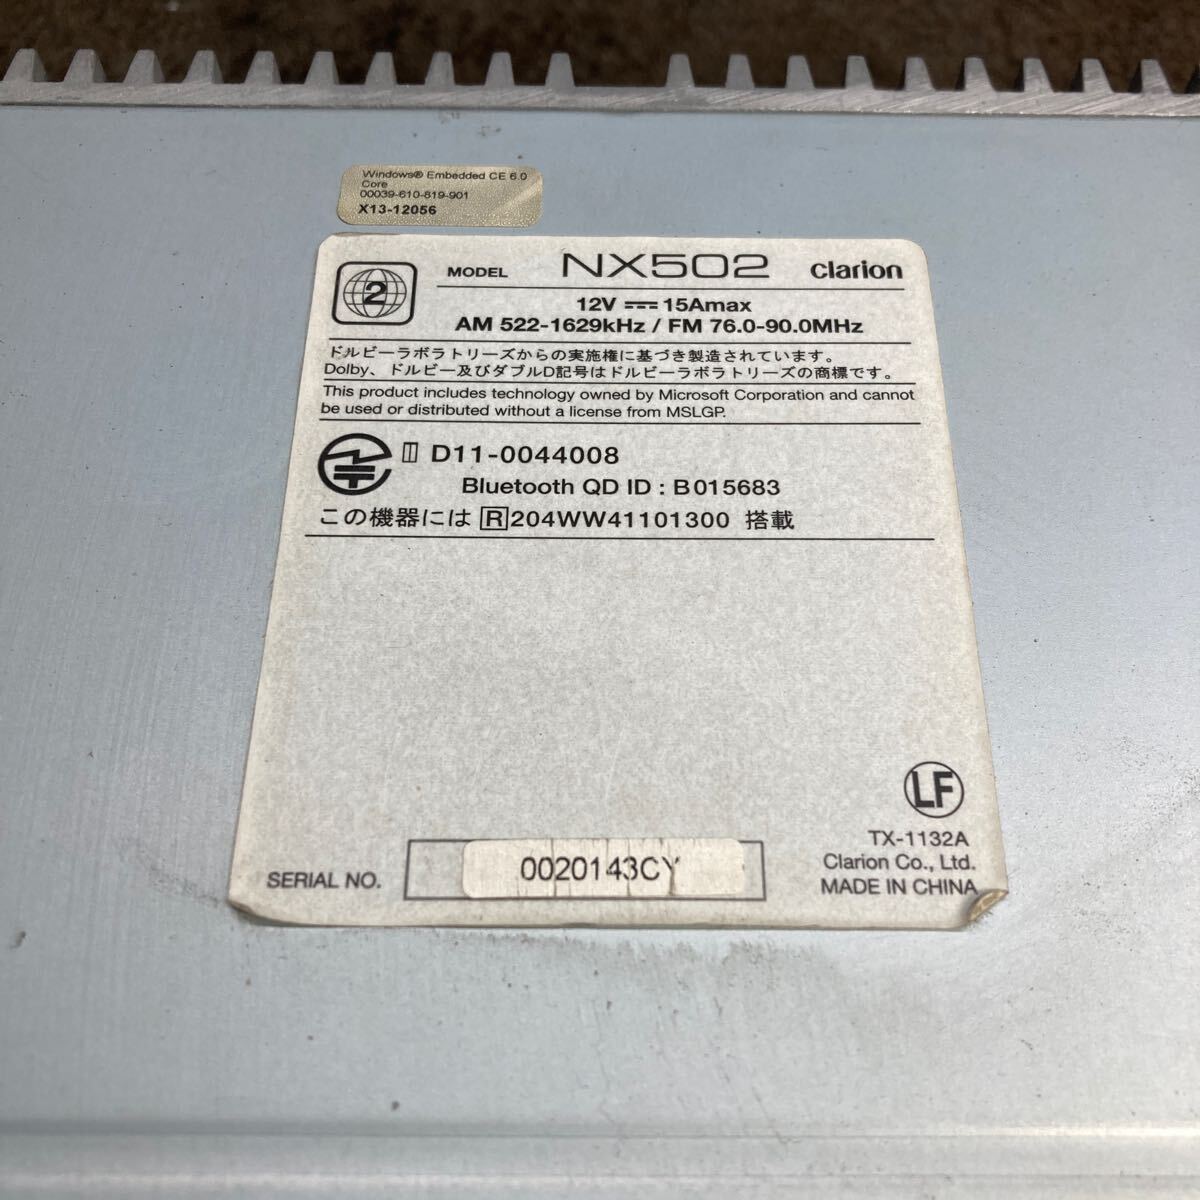 Windows® Embedded CE 6.0
Core
00039-610-819-901
X13-12056
2
MODEL NX502 clarion
12V ⎓ 15Amax
AM 522-1629kHz / FM 76.0-90.0MHz
ドルビーラボラトリーズからの実施権に基づき製造されています。
Dolby、ドルビー及びダブルD記号はドルビーラボラトリーズの商標です。
This product includes technology owned by Microsoft Corporation and cannot
be used or distributed without a license from MSLGP.
D11-0044008
Bluetooth QD ID : B015683
この機器には R204WW41101300 搭載
LF
TX-1132A
Clarion Co., Ltd.
MADE IN CHINA
SERIAL NO. 0020143CY